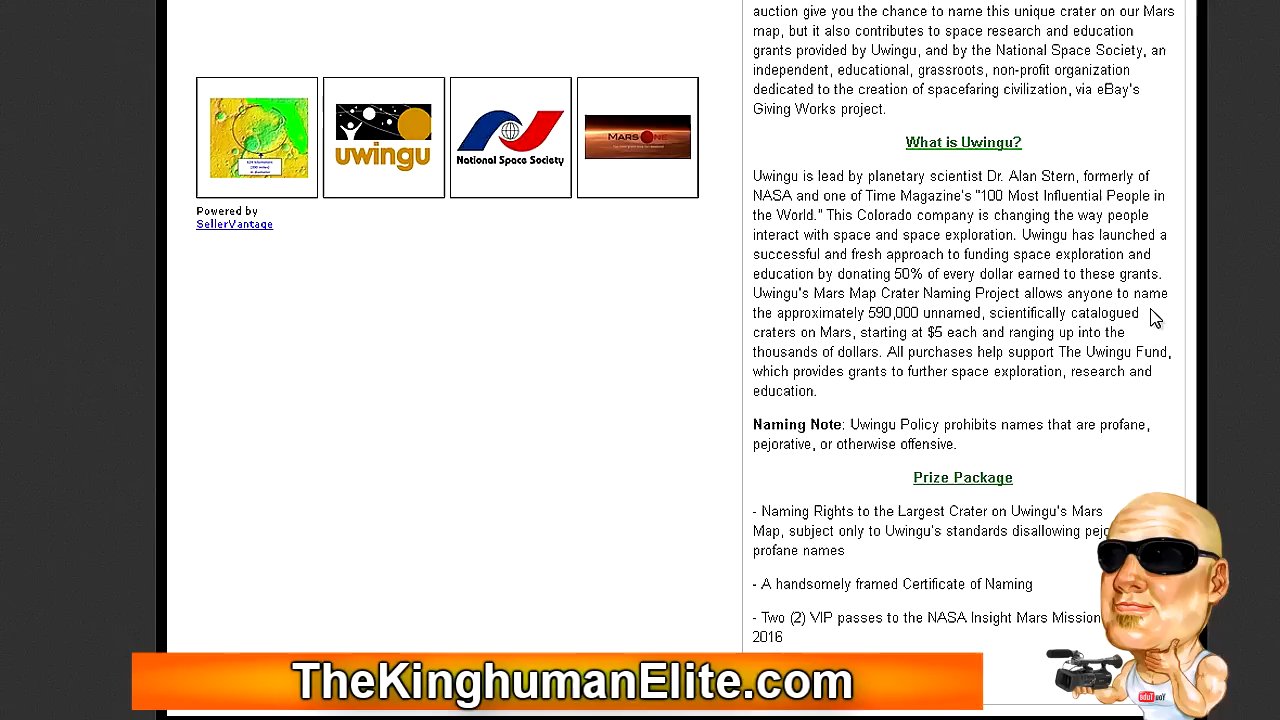 auction give you the chance to name this unique crater on our Mars
map, but it also contributes to space research and education
grants provided by Uwingu, and by the National Space Society, an
independent, educational, grassroots, non-profit organization
dedicated to the creation of spacefaring civilization, via eBay's
Giving Works project.
What is Uwingu?
Uwingu is lead by planetary scientist Dr. Alan Stern, formerly of
NASA and one of Time Magazine's "100 Most Influential People in
the World." This Colorado company is changing the way people
interact with space and space exploration. Uwingu has launched a
successful and fresh approach to funding space exploration and
education by donating 50% of every dollar earned to these grants.
Uwingu's Mars Map Crater Naming Project allows anyone to name
the approximately 590,000 unnamed, scientifically catalogued
craters on Mars, starting at $5 each and ranging up into the
thousands of dollars. All purchases help support The Uwingu Fund,
which provides grants to further space exploration, research and
education.
Naming Note: Uwingu Policy prohibits names that are profane,
pejorative, or otherwise offensive.
Prize Package
- Naming Rights to the Largest Crater on Uwingu's Mars
Map, subject only to Uwingu's standards disallowing pejo
profane names
- A handsomely framed Certificate of Naming
- Two (2) VIP passes to the NASA Insight Mars Mission
2016
uwingu
National Space Society
MARS ONE
Powered by
SellerVantage
TheKinghumanElite.com